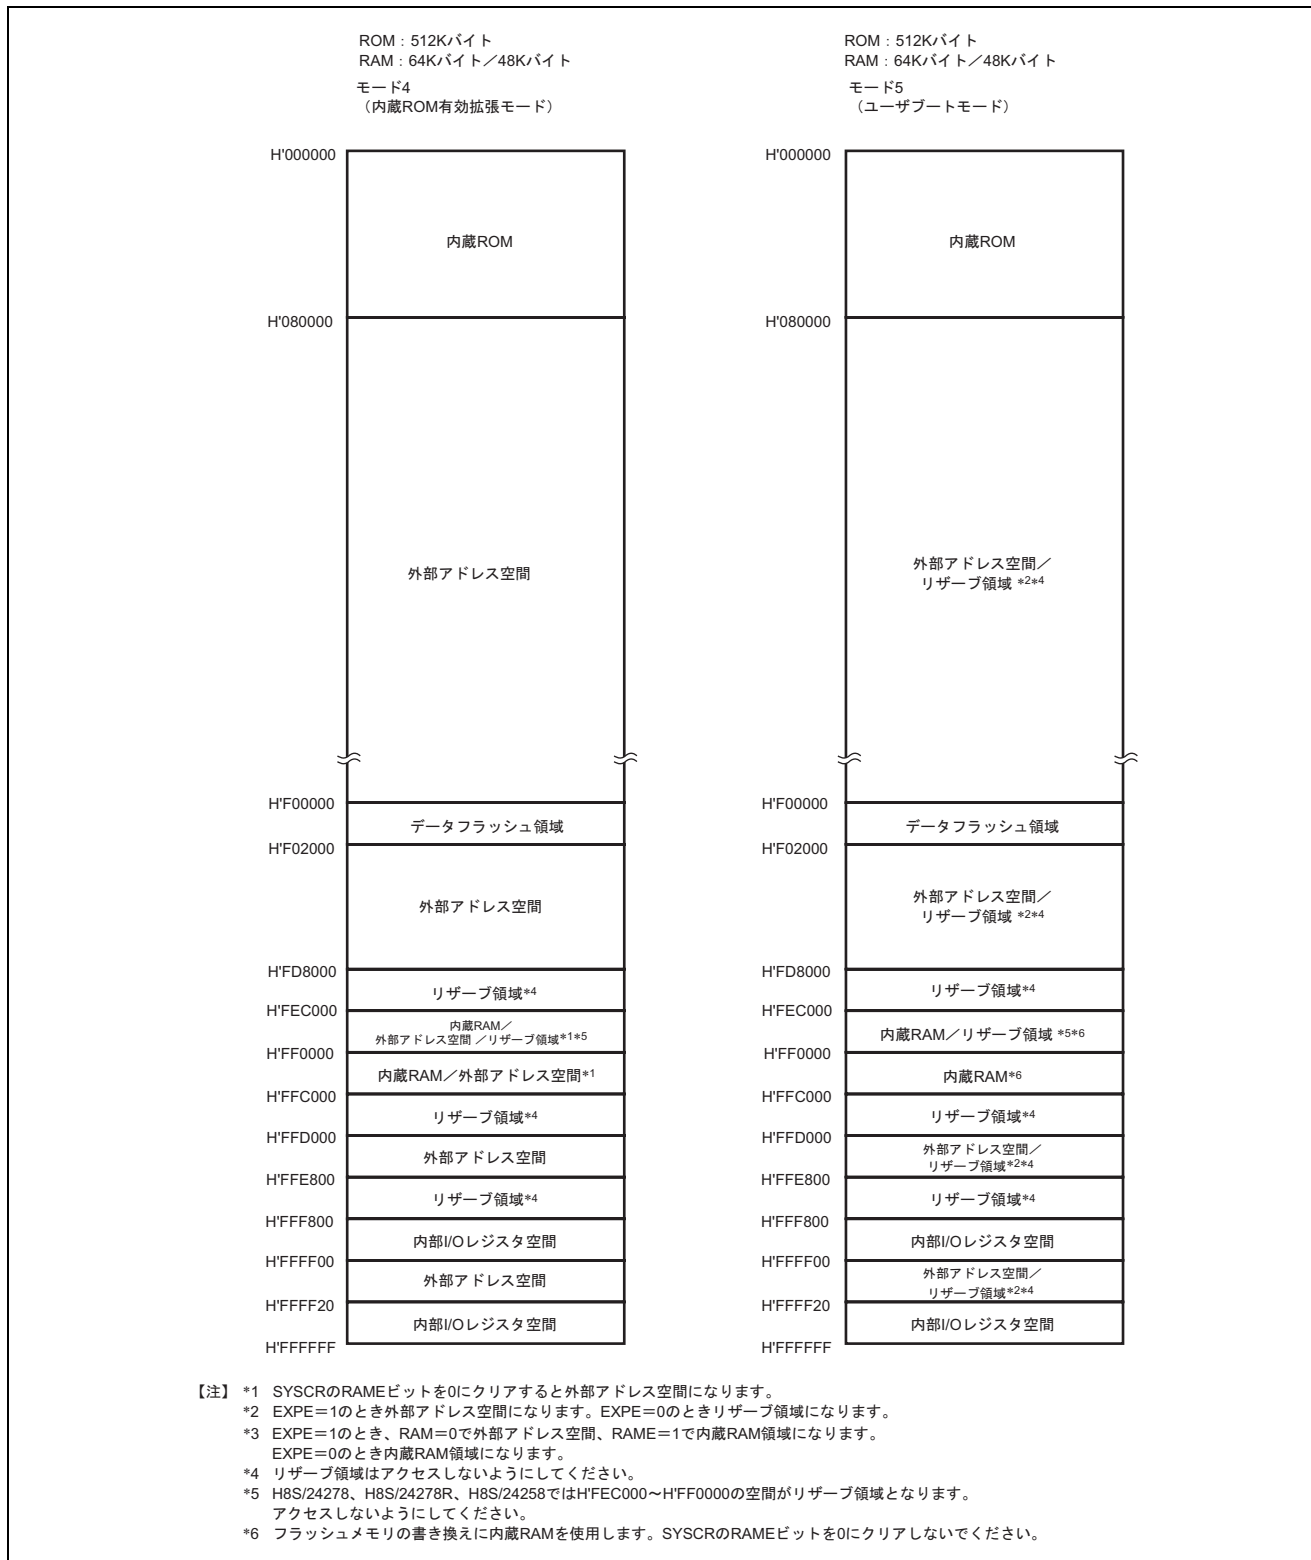 ROM：512Kバイト
RAM：64Kバイト／48Kバイト
モード4
（内蔵ROM有効拡張モード）
H'000000
内蔵ROM
H'080000
外部アドレス空間
H'F00000
データフラッシュ領域
H'F02000
外部アドレス空間
H'FD8000
リザーブ領域*4
H'FEC000
内蔵RAM／
外部アドレス空間／リザーブ領域*1*5
H'FF0000
内蔵RAM／外部アドレス空間*1
H'FFC000
リザーブ領域*4
H'FFD000
外部アドレス空間
H'FFE800
リザーブ領域*4
H'FFF800
内部I/Oレジスタ空間
H'FFFF00
外部アドレス空間
H'FFFF20
内部I/Oレジスタ空間
H'FFFFFF
ROM：512Kバイト
RAM：64Kバイト／48Kバイト
モード5
（ユーザブートモード）
H'000000
内蔵ROM
H'080000
外部アドレス空間／
リザーブ領域 *2*4
H'F00000
データフラッシュ領域
H'F02000
外部アドレス空間／
リザーブ領域 *2*4
H'FD8000
リザーブ領域*4
H'FEC000
内蔵RAM／リザーブ領域 *5*6
H'FF0000
内蔵RAM*6
H'FFC000
リザーブ領域*4
H'FFD000
外部アドレス空間／
リザーブ領域*2*4
H'FFE800
リザーブ領域*4
H'FFF800
内部I/Oレジスタ空間
H'FFFF00
外部アドレス空間／
リザーブ領域*2*4
H'FFFF20
内部I/Oレジスタ空間
H'FFFFFF
【注】 *1 SYSCRのRAMEビットを0にクリアすると外部アドレス空間になります。
*2 EXPE＝1のとき外部アドレス空間になります。EXPE＝0のときリザーブ領域になります。
*3 EXPE＝1のとき、RAM＝0で外部アドレス空間、RAME＝1で内蔵RAM領域になります。
EXPE＝0のとき内蔵RAM領域になります。
*4 リザーブ領域はアクセスしないようにしてください。
*5 H8S/24278、H8S/24278R、H8S/24258ではH'FEC000～H'FF0000の空間がリザーブ領域となります。
アクセスしないようにしてください。
*6 フラッシュメモリの書き換えに内蔵RAMを使用します。SYSCRのRAMEビットを0にクリアしないでください。